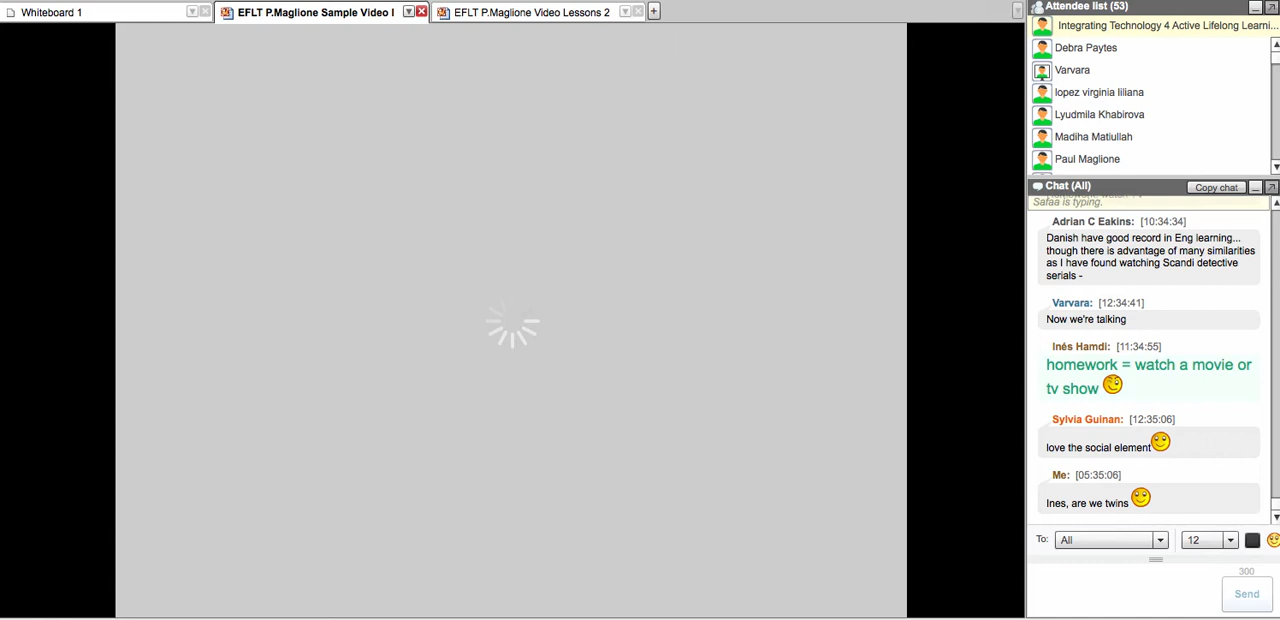 Whiteboard 1
EFLT P.Maglione Sample Video I
EFLT P.Maglione Video Lessons 2
Attendee list (53)
Integrating Technology 4 Active Lifelong Learni...
Debra Paytes
Varvara
lopez virginia liliana
Lyudmila Khabirova
Madiha Matiullah
Paul Maglione
Chat (All)
Copy chat
Safaa is typing.
Adrian C Eakins: [10:34:34]
Danish have good record in Eng learning...
though there is advantage of many similarities
as I have found watching Scandi detective
serials -
Varvara: [12:34:41]
Now we're talking
Inés Hamdi: [11:34:55]
homework = watch a movie or
tv show
Sylvia Guinan: [12:35:06]
love the social element
Me: [05:35:06]
Ines, are we twins
To: All 12
300
Send